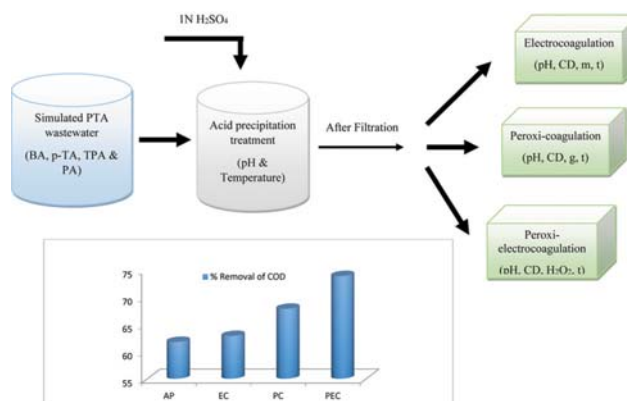 1N H₂SO₄
Simulated PTA
wastewater
(BA, p-TA, TPA &
PA)
Acid precipitation
treatment
(pH &
Temperature)
After Filtration
Electrocoagulation
(pH, CD, m, t)
Peroxi-coagulation
(pH, CD, g, t)
Peroxi-
electrocoagulation
(pH, CD, H₂O₂, t)
% Removal of COD
75
70
65
60
55
AP EC PC PEC